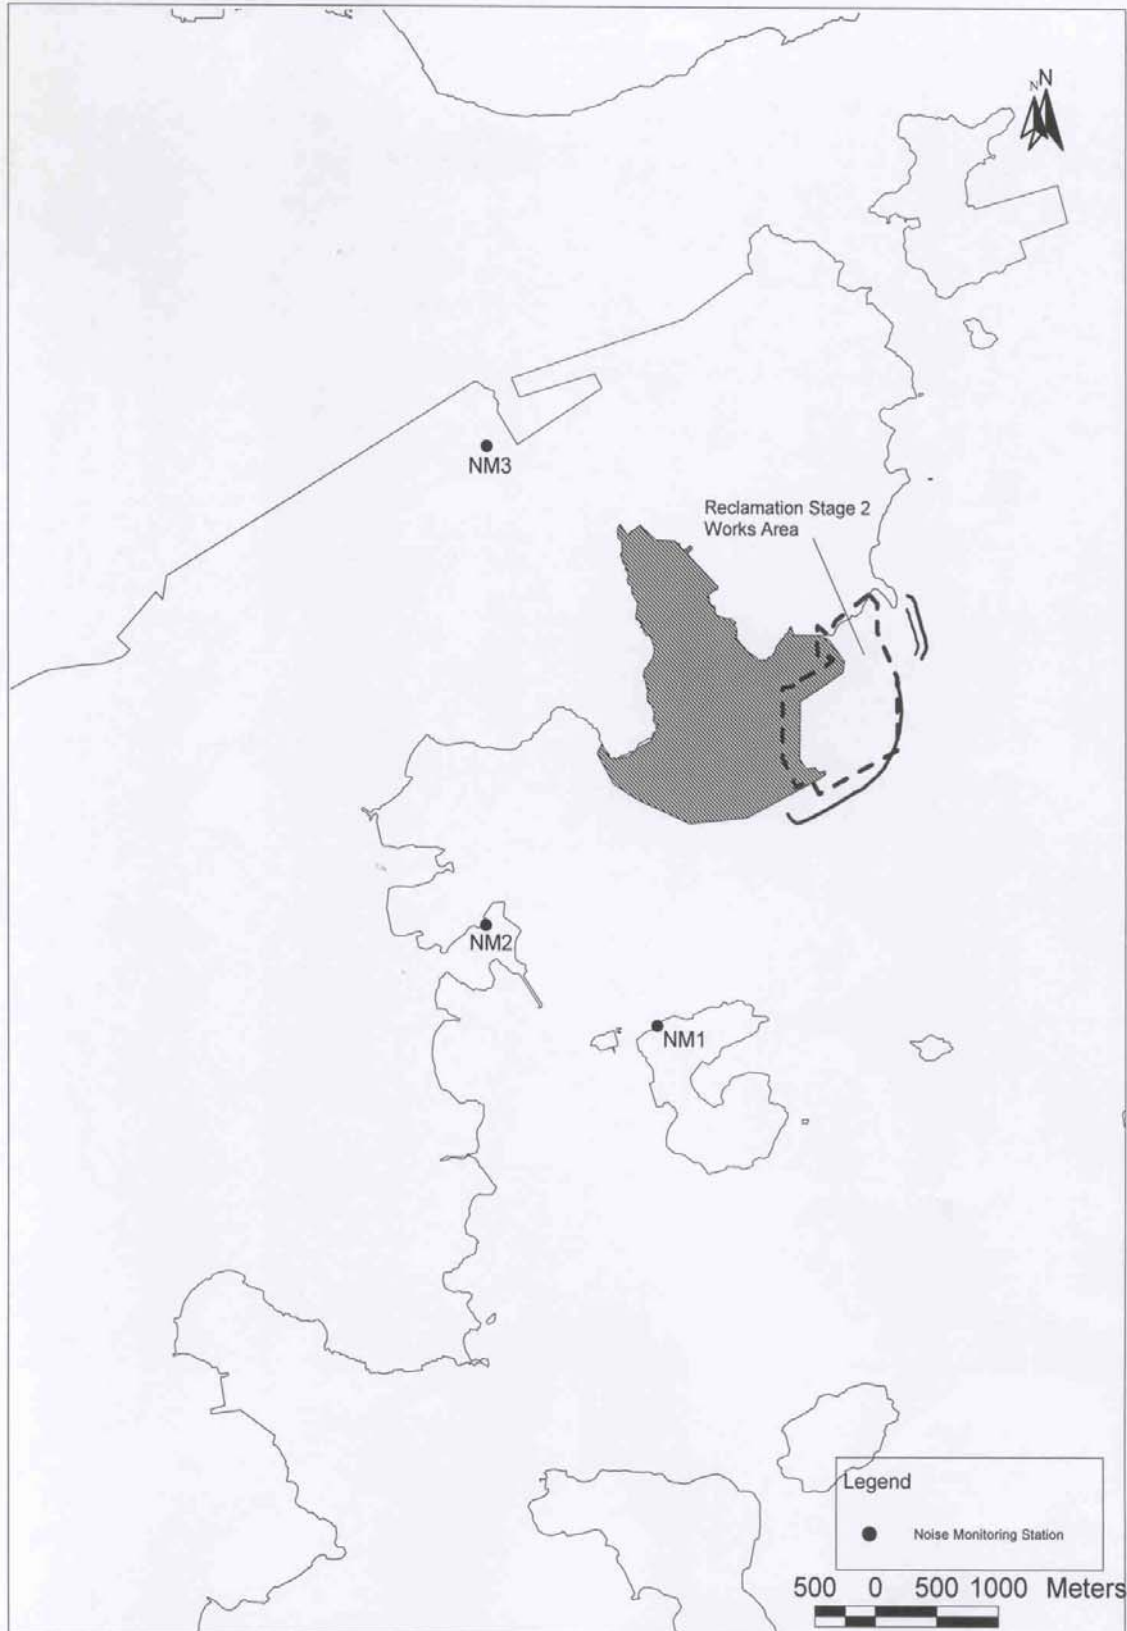 N N
NM3
Reclamation Stage 2
Works Area
NM2
NM1
Legend
Noise Monitoring Station
500 0 500 1000 Meters